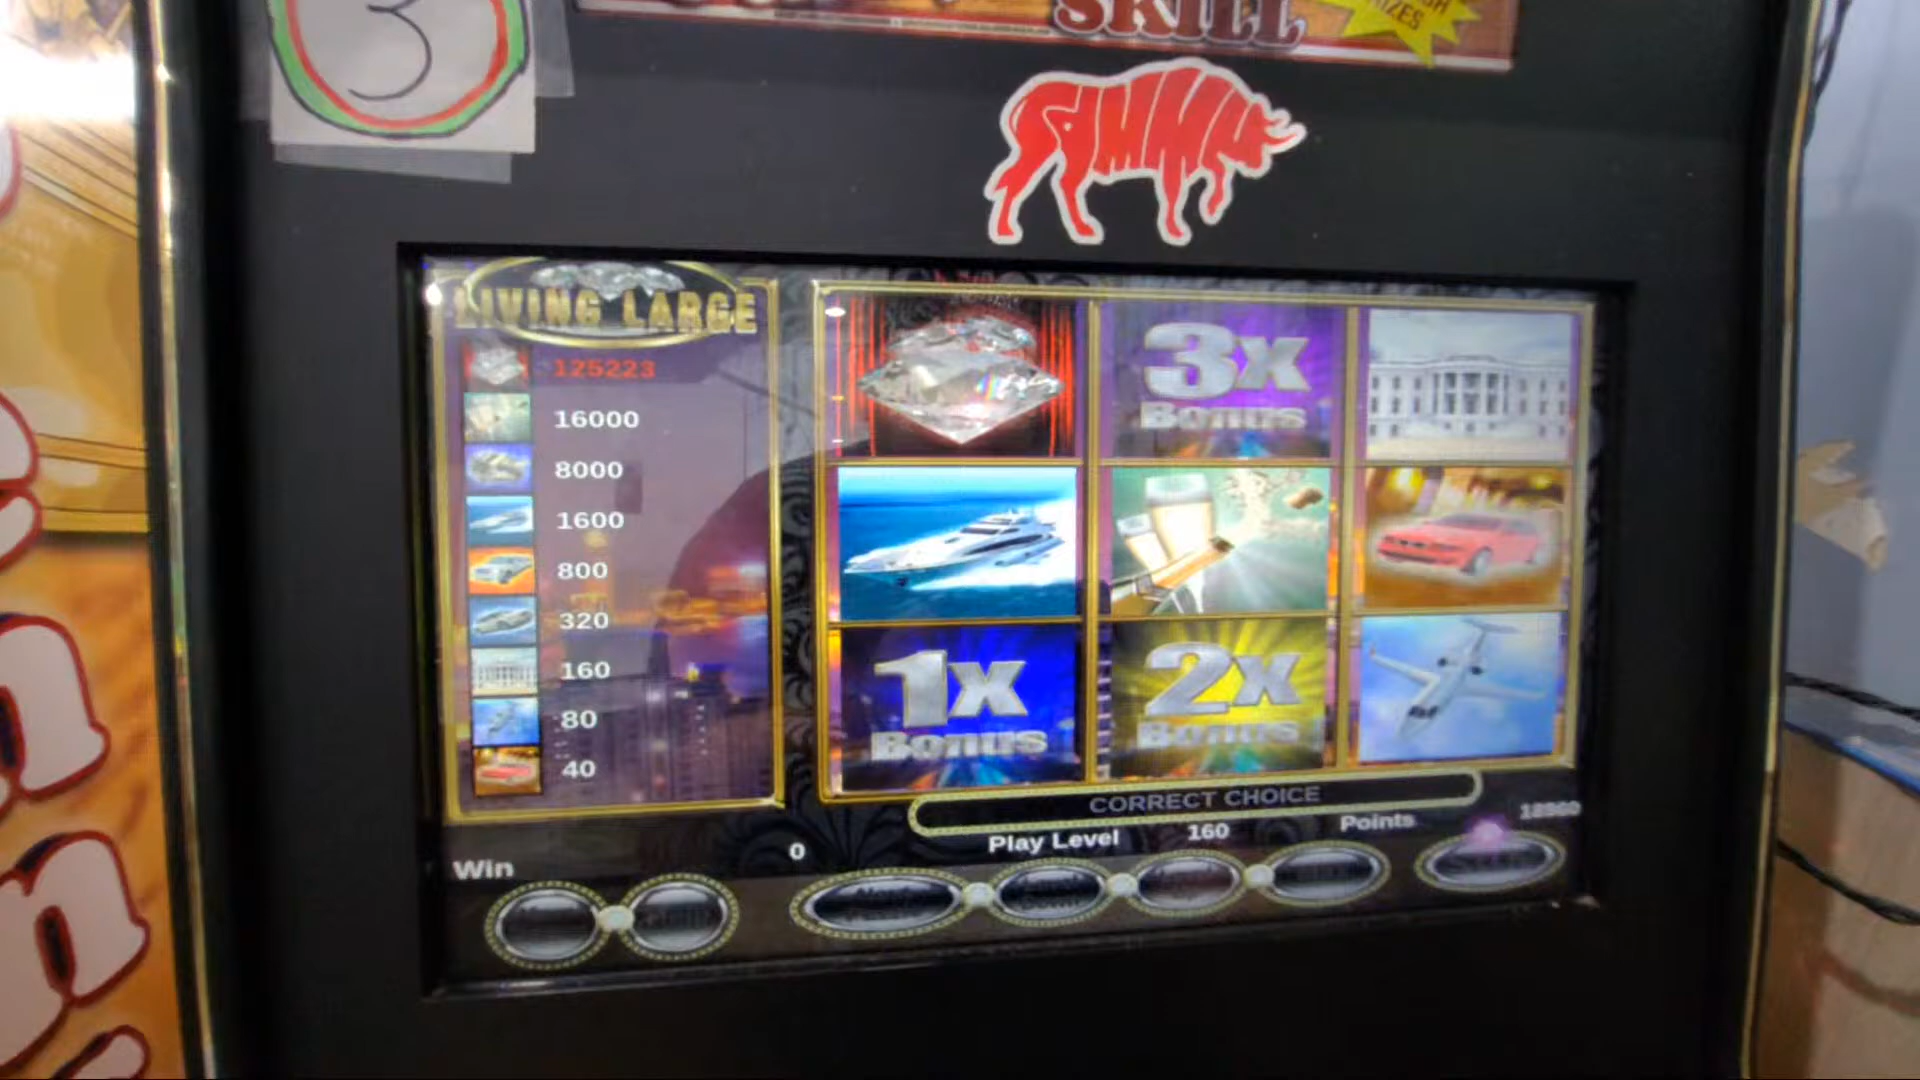 3
SKILL
LIVING LARGE
125223
16000
8000
1600
800
320
160
80
40
3x
Bonus
1x
Bonus
2x
Bonus
CORRECT CHOICE
Win
0
Play Level
160
Points